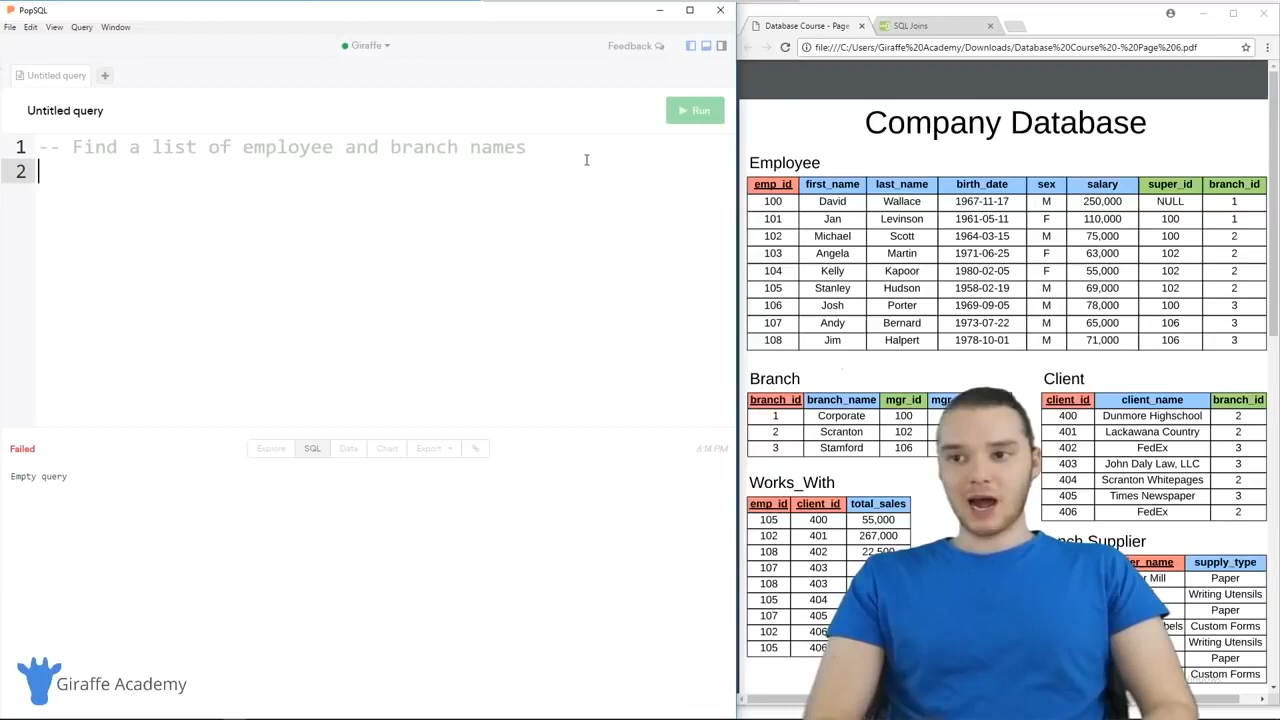 PopSQL
File Edit View Query Window
Giraffe
Feedback
Untitled query
Untitled query
Run
1 -- Find a list of employee and branch names
2
Failed
Explore SQL Data Chart Export
6:14 PM
Empty query
Giraffe Academy
Database Course - Page
SQL Joins
file:///C:/Users/Giraffe%20Academy/Downloads/Database%20Course%20-%20Page%206.pdf
Company Database
Employee
emp_id first_name last_name birth_date sex salary super_id branch_id
100 David Wallace 1967-11-17 M 250,000 NULL 1
101 Jan Levinson 1961-05-11 F 110,000 100 1
102 Michael Scott 1964-03-15 M 75,000 100 2
103 Angela Martin 1971-06-25 F 63,000 102 2
104 Kelly Kapoor 1980-02-05 F 55,000 102 2
105 Stanley Hudson 1958-02-19 M 69,000 102 2
106 Josh Porter 1969-09-05 M 78,000 100 3
107 Andy Bernard 1973-07-22 M 65,000 106 3
108 Jim Halpert 1978-10-01 M 71,000 106 3
Branch
branch_id branch_name mgr_id
1 Corporate 100
2 Scranton 102
3 Stamford 106
Client
client_id client_name branch_id
400 Dunmore Highschool 2
401 Lackawana Country 2
402 FedEx 3
403 John Daly Law, LLC 3
404 Scranton Whitepages 2
405 Times Newspaper 3
406 FedEx 2
Works_With
emp_id client_id total_sales
105 400 55,000
102 401 267,000
108 402 22,500
107 403
108 403
105 404
107 405
102 406
105 406
Supplier
supply_type
Mill Paper
Writing Utensils
Paper
Custom Forms
Writing Utensils
Paper
Custom Forms